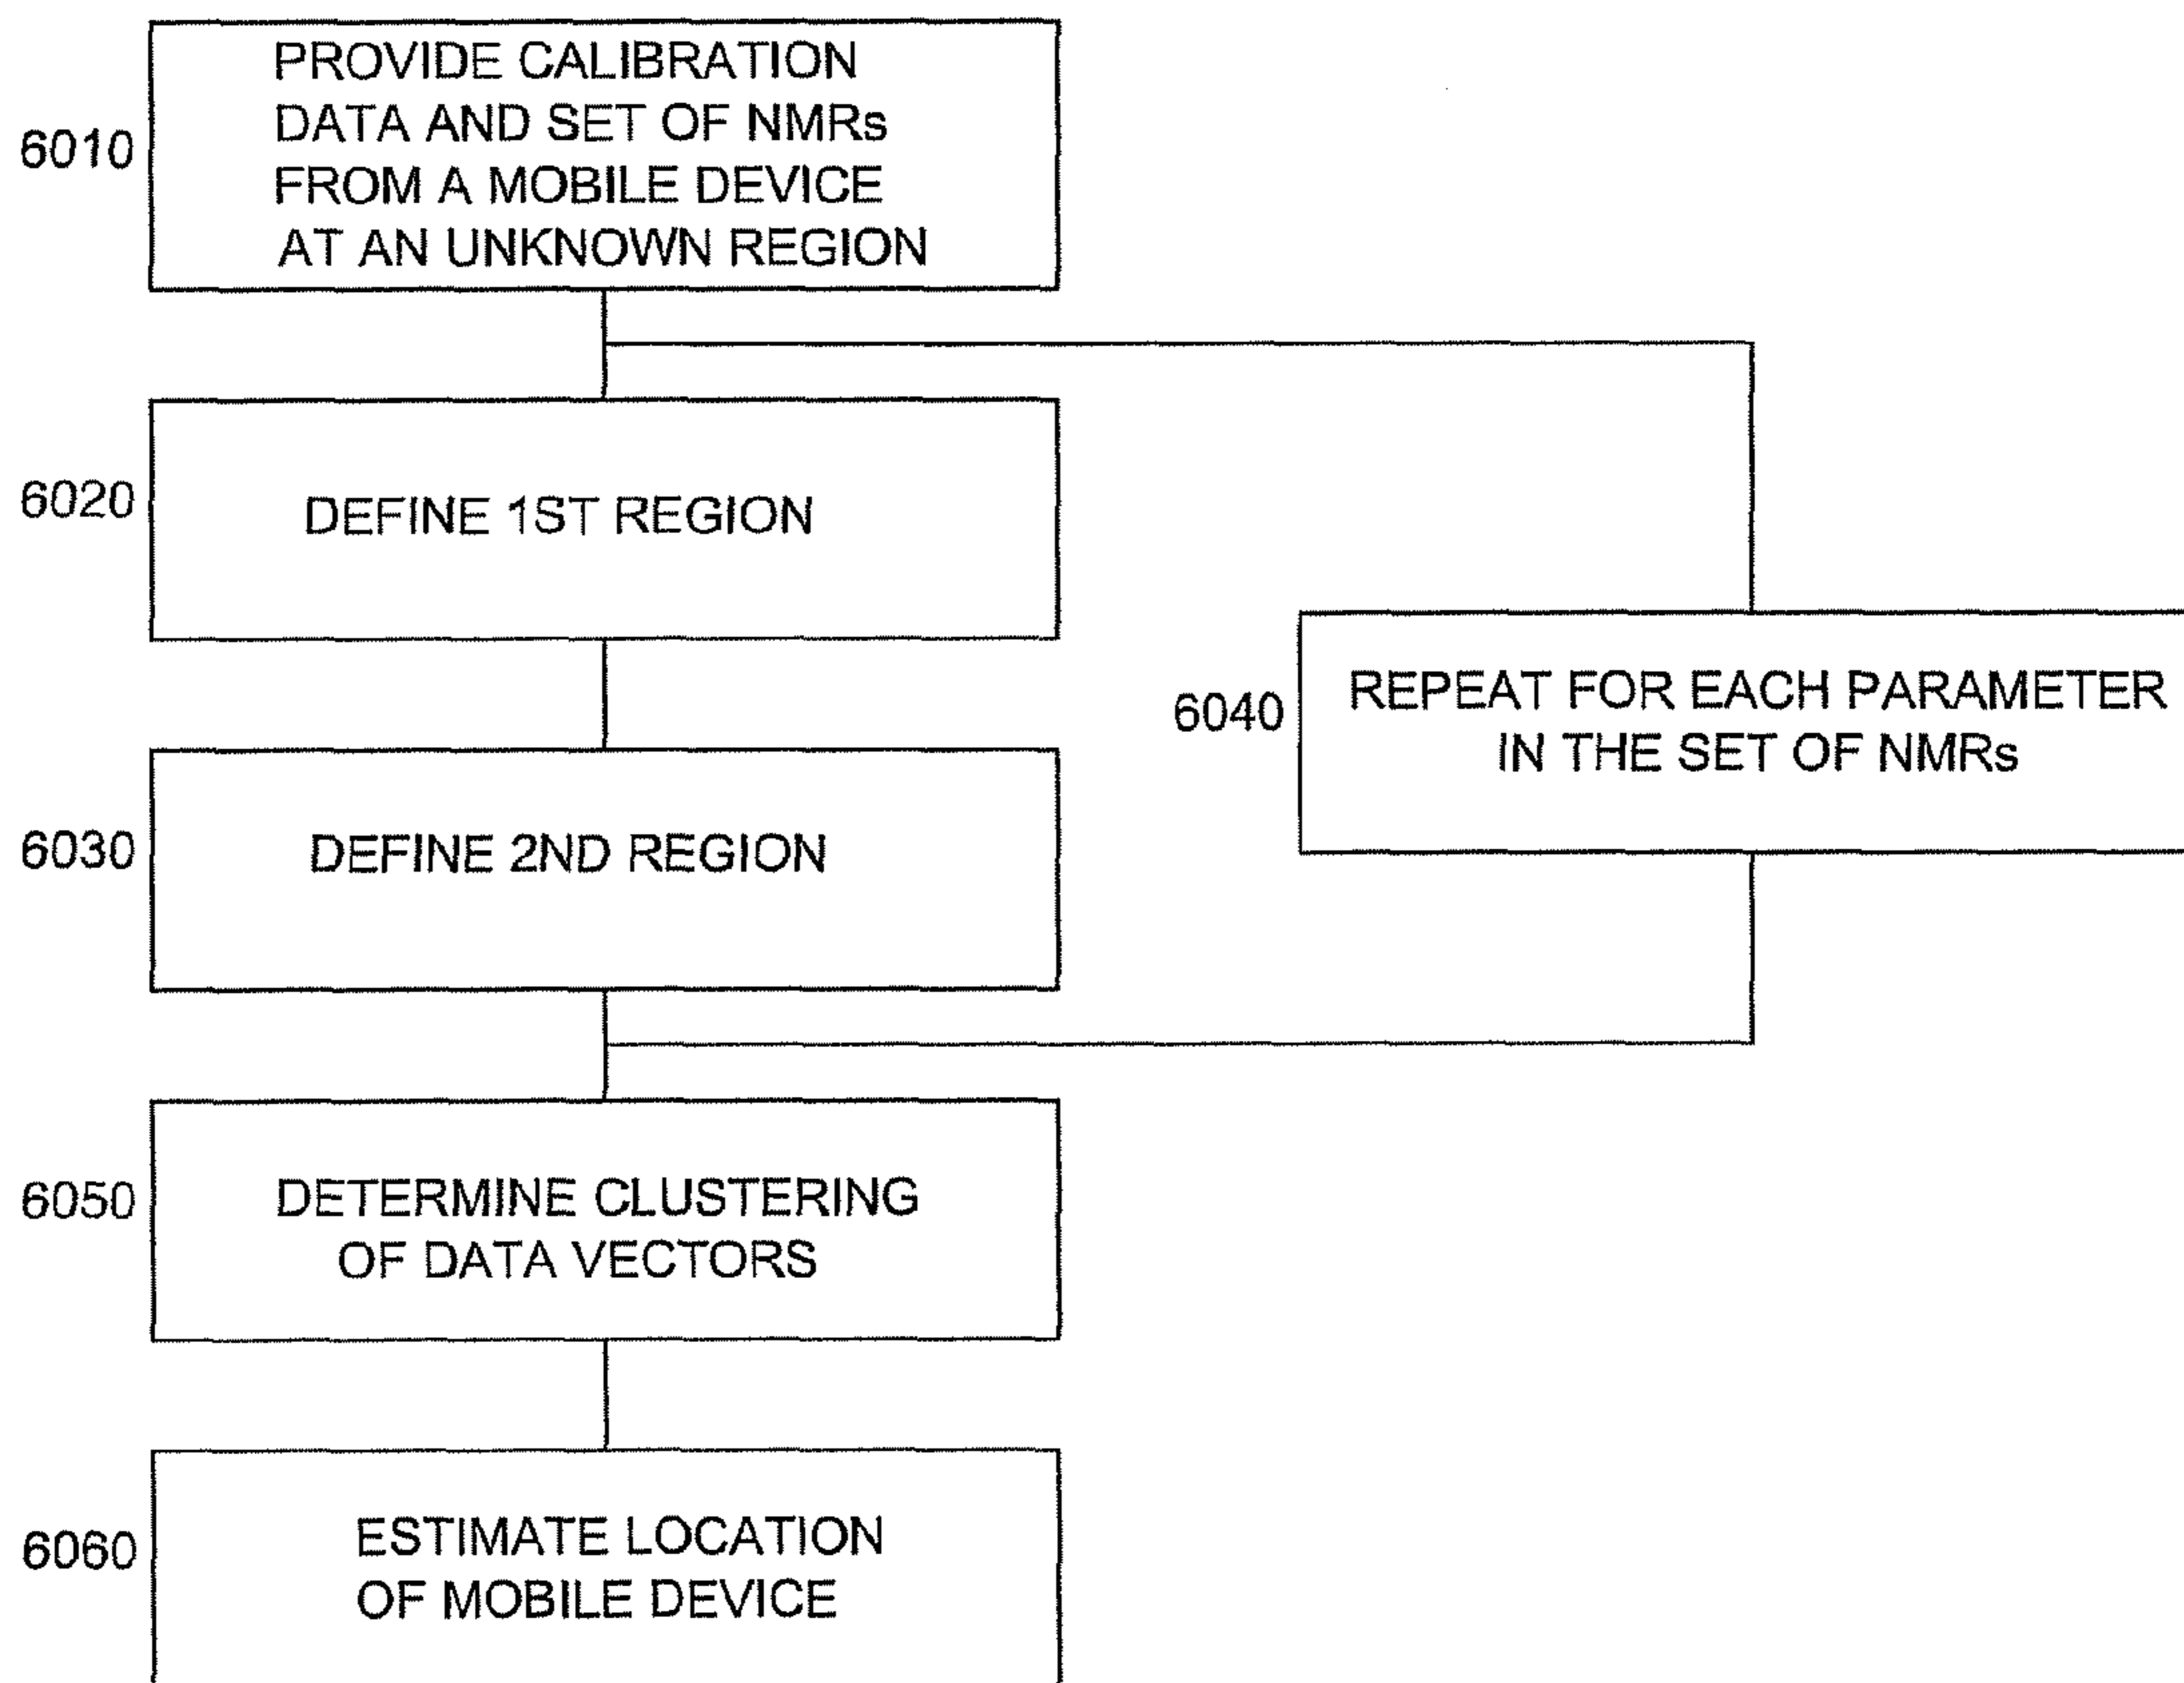 6010
PROVIDE CALIBRATION
DATA AND SET OF NMRs
FROM A MOBILE DEVICE
AT AN UNKNOWN REGION
6020
DEFINE 1ST REGION
6030
DEFINE 2ND REGION
6040
REPEAT FOR EACH PARAMETER
IN THE SET OF NMRs
6050
DETERMINE CLUSTERING
OF DATA VECTORS
6060
ESTIMATE LOCATION
OF MOBILE DEVICE